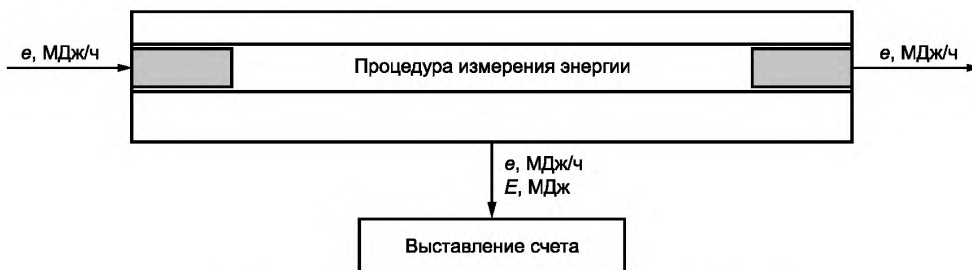 e, МДж/ч
e, МДж/ч
Процедура измерения энергии
e, МДж/ч
E, МДж
Выставление счета